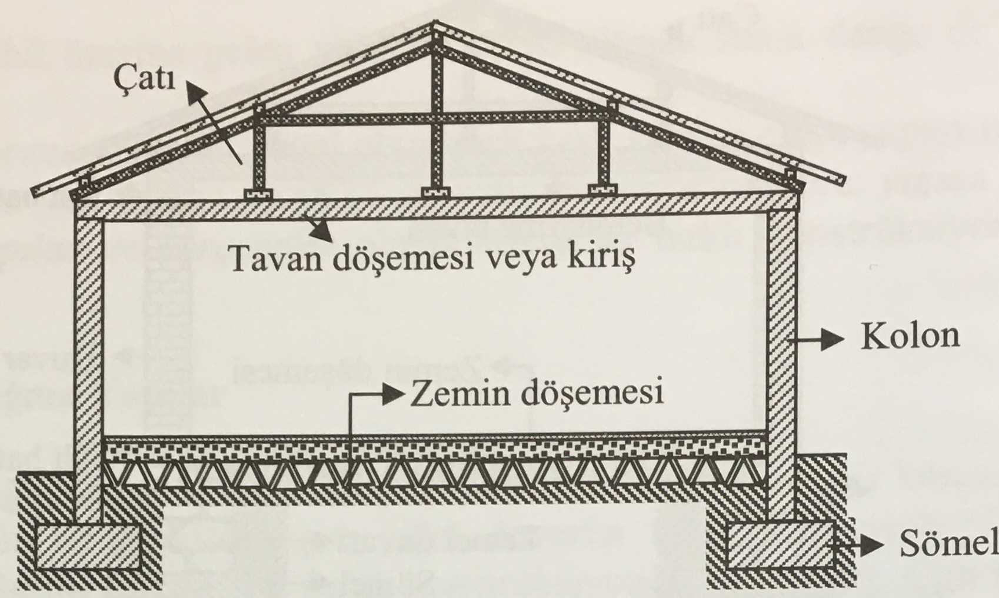 Çatı
Tavan döşemesi veya kiriş
Kolon
Zemin döşemesi
Sömel